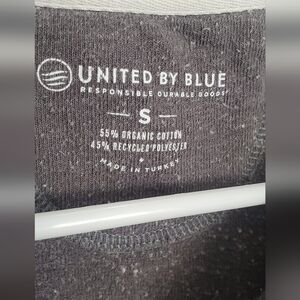 UNITED BY BLUE
RESPONSIBLE DURABLE GOODS
S
55% ORGANIC COTTON
45% RECYCLED POLYESTER
MADE IN TURKEY